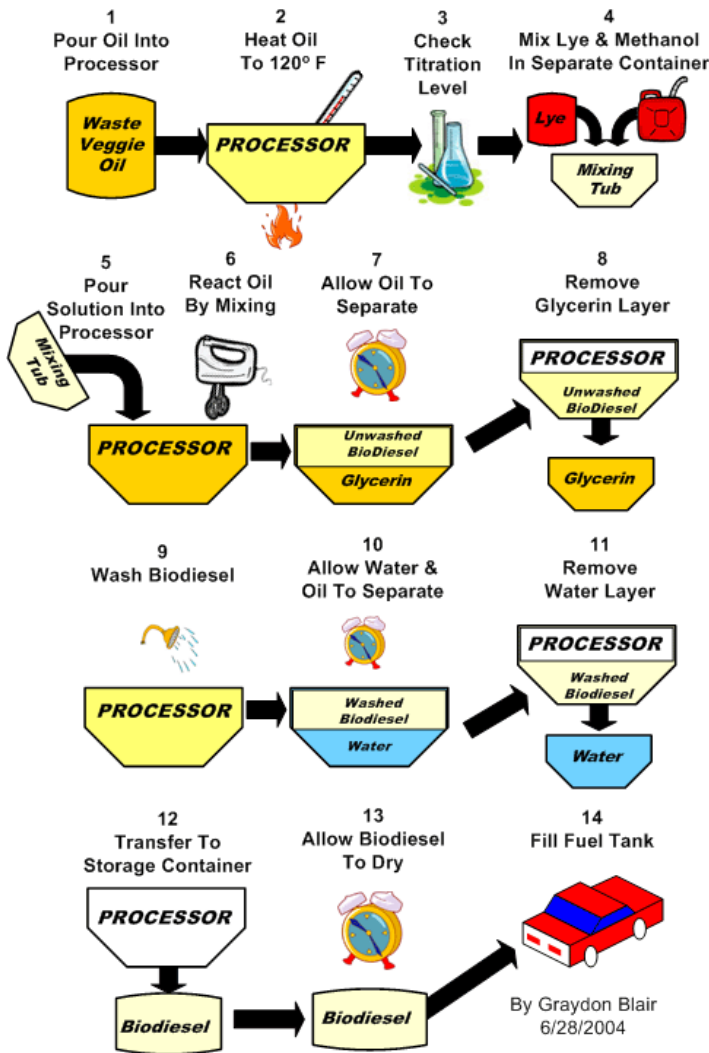 1
Pour Oil Into
Processor
2
Heat Oil
To 120º F
3
Check
Titration
Level
4
Mix Lye & Methanol
In Separate Container
Waste
Veggie
Oil
PROCESSOR
Lye
Mixing
Tub
5
Pour
Solution Into
Processor
6
React Oil
By Mixing
7
Allow Oil To
Separate
8
Remove
Glycerin Layer
Mixing
Tub
PROCESSOR
Unwashed
BioDiesel
Glycerin
PROCESSOR
Unwashed
BioDiesel
Glycerin
9
Wash Biodiesel
10
Allow Water &
Oil To Separate
11
Remove
Water Layer
PROCESSOR
Washed
Biodiesel
Water
PROCESSOR
Washed
Biodiesel
Water
12
Transfer To
Storage Container
13
Allow Biodiesel
To Dry
14
Fill Fuel Tank
PROCESSOR
Biodiesel
Biodiesel
By Graydon Blair
6/28/2004